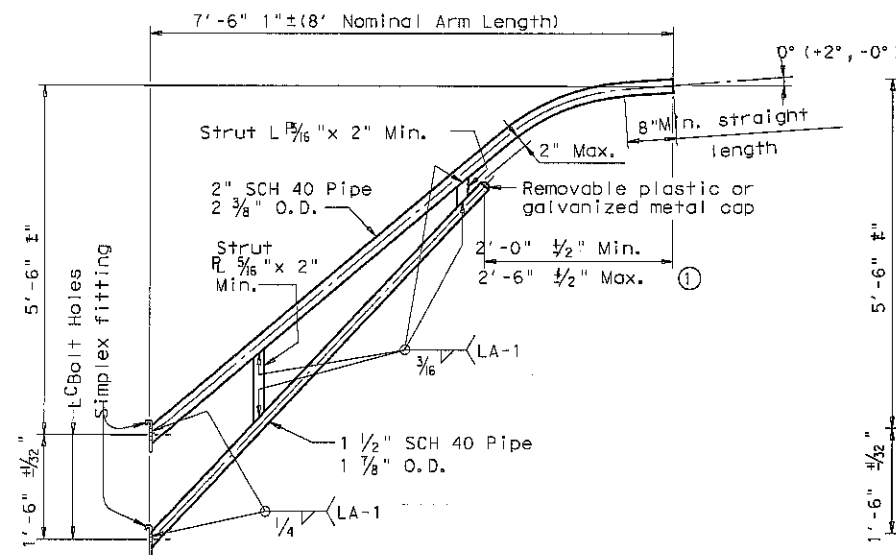 7'-6" 1"±(8' Nominal Arm Length)
0° (+2°, -0°
Strut L PL 5/16 "x 2" Min.
2" Max.
8"Min. straight
length
2" SCH 40 Pipe
2 3/8" O.D.
Removable plastic or
galvanized metal cap
Strut
PL 5/16 "x 2"
Min.
2'-0" ±1/2" Min.
2'-6" ±1/2" Max. ①
5'-6" ±"
5'-6" ±"
LCBolt Holes
Simplex fitting
3/16 LA-1
1 1/2" SCH 40 Pipe
1 7/8" O.D.
1/4 LA-1
1'-6" ±1/32"
1'-6" ±1/32"